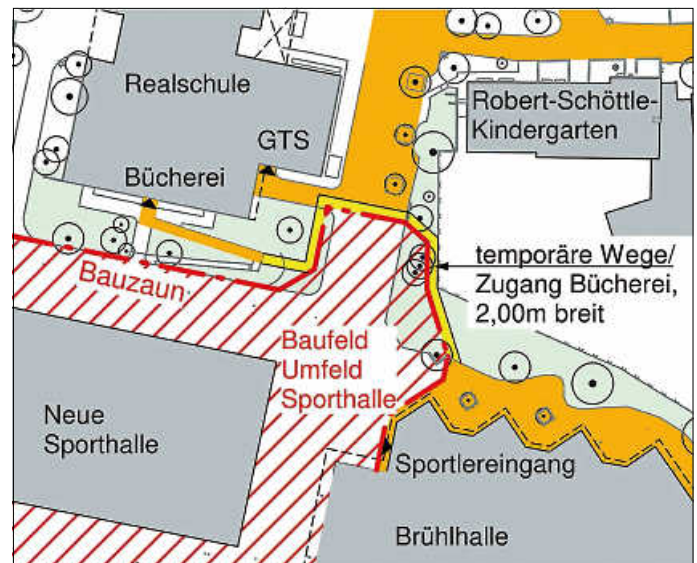 Realschule
Robert-Schöttle-
Kindergarten
GTS
Bücherei
temporäre Wege/
Zugang Bücherei,
2,00m breit
Bauzaun
Baufeld
Umfeld
Sporthalle
Neue
Sporthalle
Sportlereingang
Brühlhalle